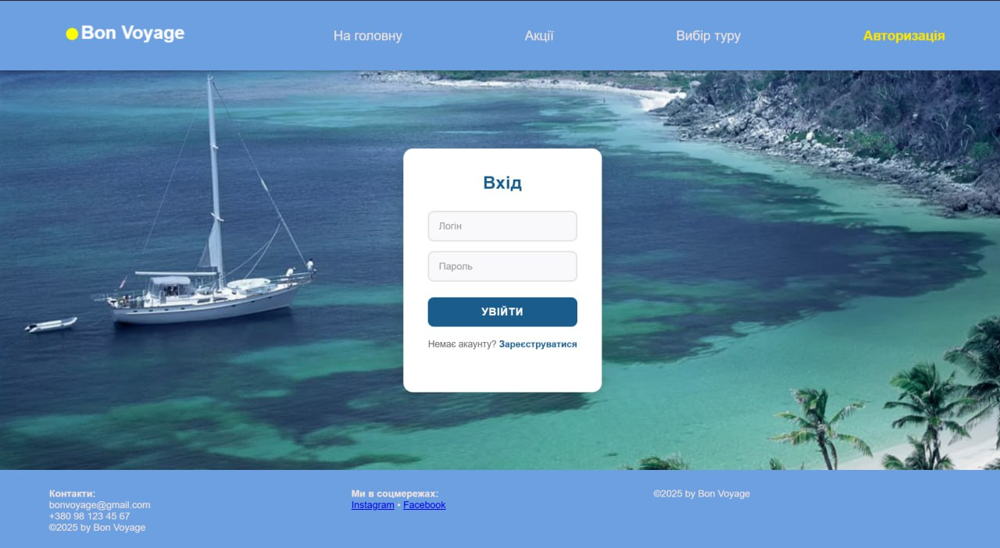 Bon Voyage
На головну
Акції
Вибір туру
Авторизація
Вхід
Логін
Пароль
УВІЙТИ
Немає акаунту? Зареєструватися
Контакти:
bonvoyage@gmail.com
+380 98 123 45 67
©2025 by Bon Voyage
Ми в соцмережах:
Instagram • Facebook
©2025 by Bon Voyage